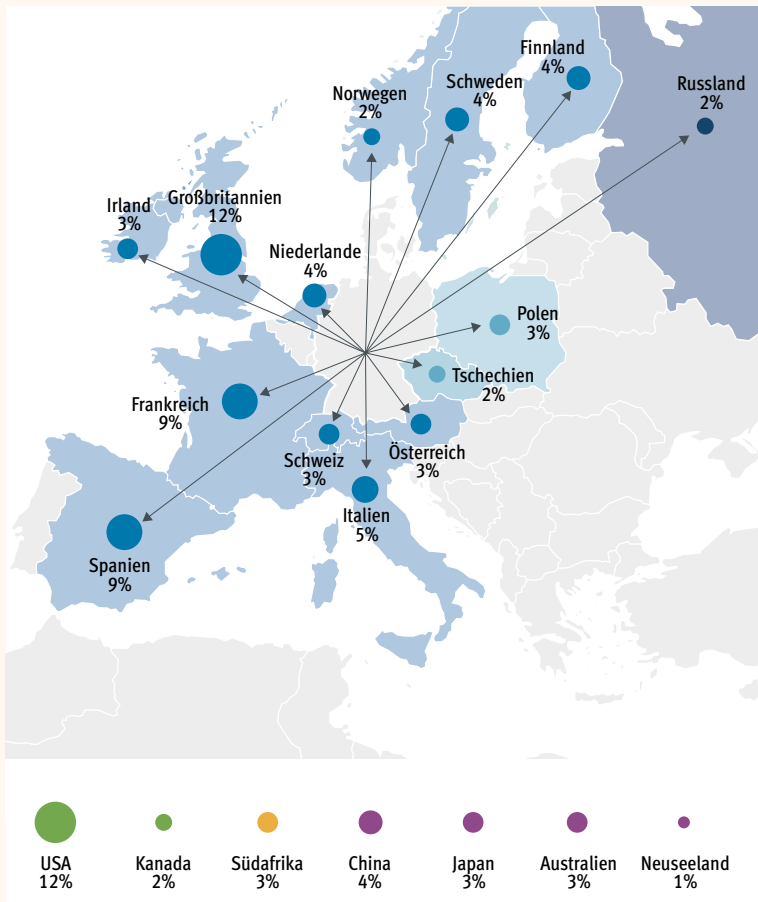 Finnland
4%
Schweden
4%
Norwegen
2%
Russland
2%
Irland
3%
Großbritannien
12%
Niederlande
4%
Polen
3%
Tschechien
2%
Frankreich
9%
Schweiz
3%
Österreich
3%
Italien
5%
Spanien
9%
USA
12%
Kanada
2%
Südafrika
3%
China
4%
Japan
3%
Australien
3%
Neuseeland
1%